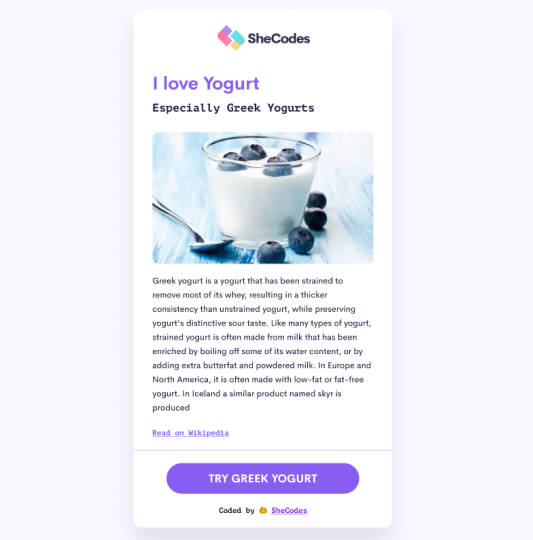 SheCodes
I love Yogurt
Especially Greek Yogurts
Greek yogurt is a yogurt that has been strained to
remove most of its whey, resulting in a thicker
consistency than unstrained yogurt, while preserving
yogurt's distinctive sour taste. Like many types of yogurt,
strained yogurt is often made from milk that has been
enriched by boiling off some of its water content, or by
adding extra butterfat and powdered milk. In Europe and
North America, it is often made with low-fat or fat-free
yogurt. In Iceland a similar product named skyr is
produced
Read on Wikipedia
TRY GREEK YOGURT
Coded by 🙆 SheCodes